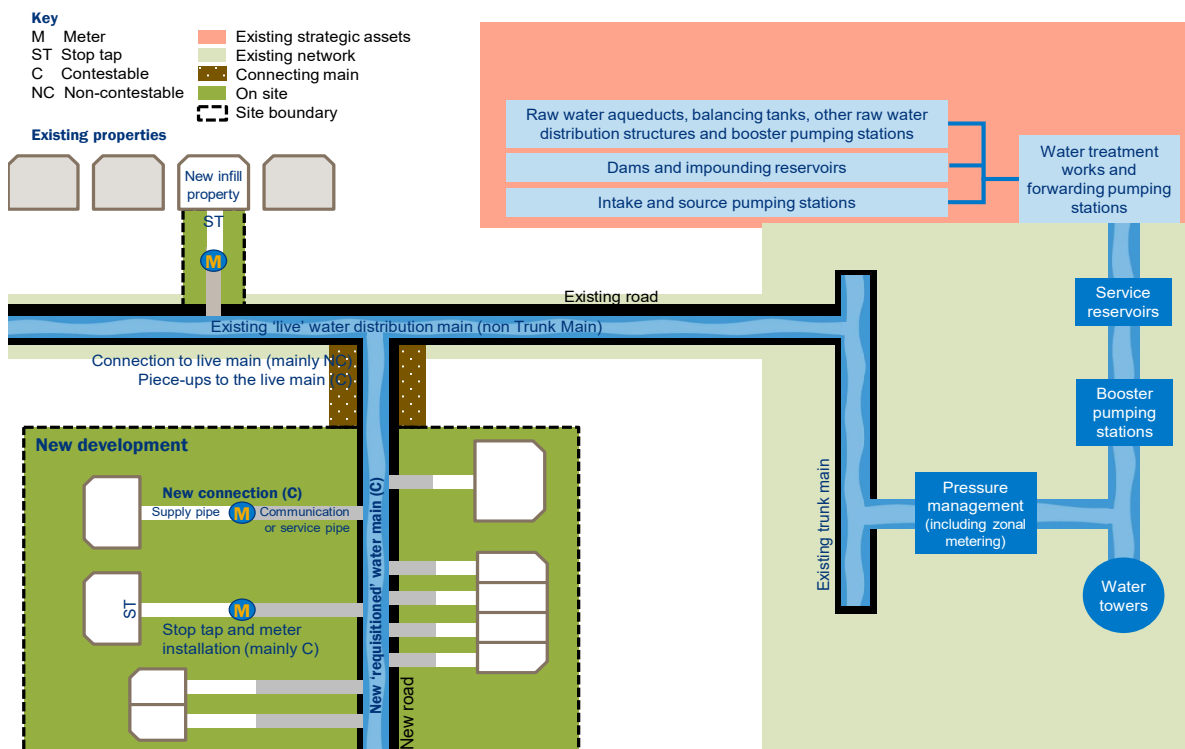 Key
M Meter
ST Stop tap
C Contestable
NC Non-contestable
Existing strategic assets
Existing network
Connecting main
On site
Site boundary
Existing properties
New infill
property
ST
M
Raw water aqueducts, balancing tanks, other raw water
distribution structures and booster pumping stations
Dams and impounding reservoirs
Intake and source pumping stations
Water treatment
works and
forwarding pumping
stations
Existing road
Existing ‘live’ water distribution main (non Trunk Main)
Service
reservoirs
Connection to live main (mainly NC)
Piece-ups to the live main (C)
Booster
pumping
stations
New development
New connection (C)
Supply pipe
M
Communication
or service pipe
ST
M
Stop tap and meter
installation (mainly C)
New ‘requisitioned’ water main (C)
New road
Existing trunk main
Pressure
management
(including zonal
metering)
Water
towers